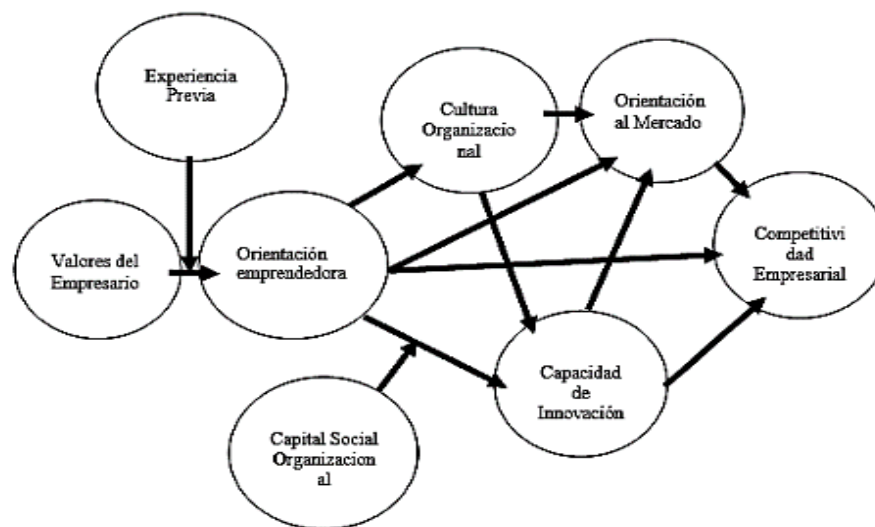 Experiencia
Previa
Cultura
Organizacio
nal
Orientación
al Mercado
Valores del
Empresario
Orientación
emprendedora
Competitivi
dad
Empresarial
Capacidad
de
Innovación
Capital Social
Organizacion
al